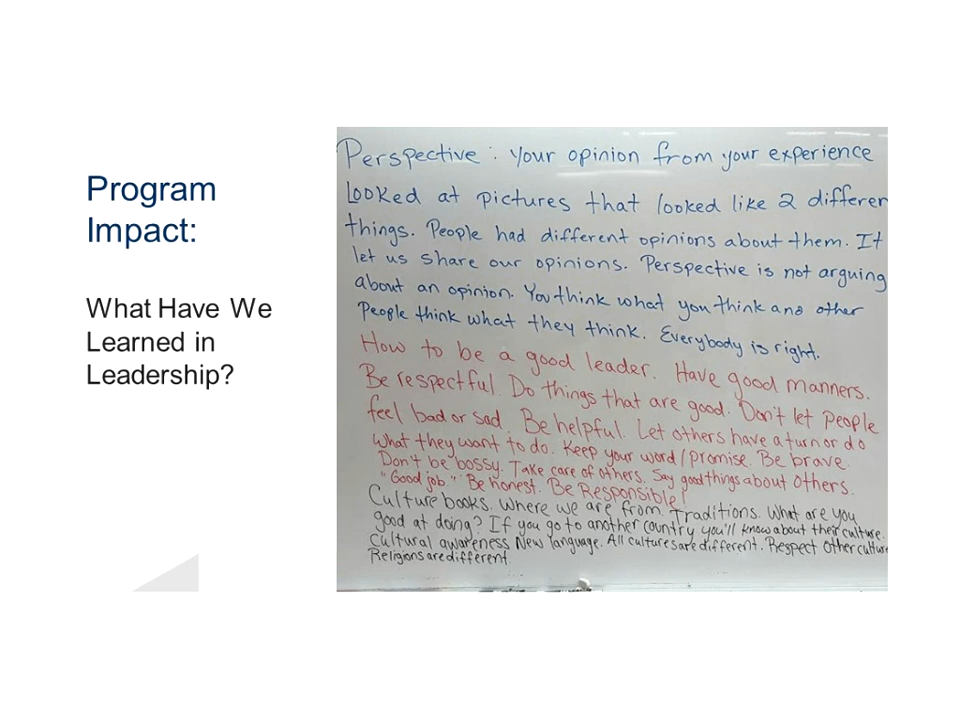 Program
Impact:
What Have We
Learned in
Leadership?
Perspective: your opinion from your experience
Looked at pictures that looked like 2 differen
things. People had different opinions about them. It
let us share our opinions. Perspective is not arguing
about an opinion. You think what you think and other
People think what they think. Everybody is right.
How to be a good leader. Have good manners.
Be respectful. Do things that are good. Don't let people
feel bad or sad. Be helpful. Let others have a turn or do
what they want to do. Keep your word/promise. Be brave.
Don't be bossy. Take care of others. Say good things about others.
"Good job" Be honest. Be Responsible!
Culture books. Where we are from. Traditions. What are you
good at doing? If you go to another country you'll know about their culture.
Cultural awareness New language. All cultures are different. Respect other culture
Religions are different.